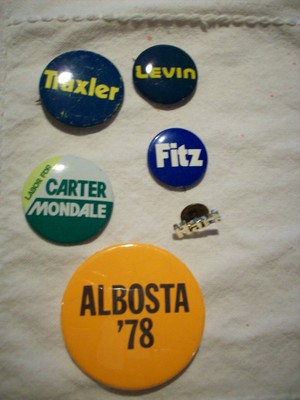 Traxler
LEVIN
Fitz
LABOR FOR
CARTER
MONDALE
ALBOSTA
'78